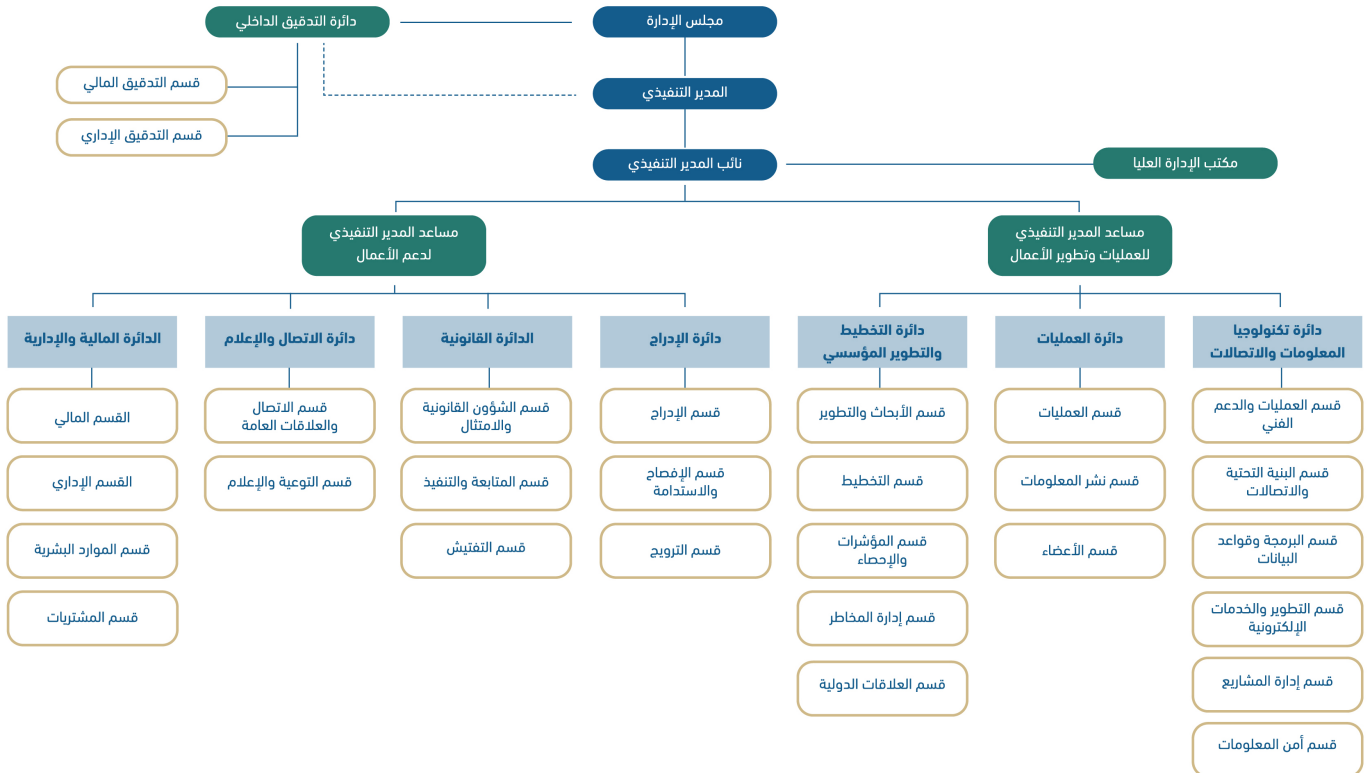 مجلس الإدارة
دائرة التدقيق الداخلي
قسم التدقيق المالي
المدير التنفيذي
قسم التدقيق الإداري
مكتب الإدارة العليا
نائب المدير التنفيذي
مساعد المدير التنفيذي
للعمليات وتطوير الأعمال
مساعد المدير التنفيذي
لدعم الأعمال
دائرة تكنولوجيا
المعلومات والاتصالات
قسم العمليات والدعم
الفني
قسم البنية التحتية
والاتصالات
قسم البرمجة وقواعد
البيانات
قسم التطوير والخدمات
الإلكترونية
قسم إدارة المشاريع
قسم أمن المعلومات
دائرة العمليات
قسم العمليات
قسم نشر المعلومات
قسم الأعضاء
دائرة التخطيط
والتطوير المؤسسي
قسم الأبحاث والتطوير
قسم التخطيط
قسم المؤشرات
والإحصاء
قسم إدارة المخاطر
قسم العلاقات الدولية
دائرة الإدراج
قسم الإدراج
قسم الإفصاح
والاستدامة
قسم الترويج
الدائرة القانونية
قسم الشؤون القانونية
والامتثال
قسم المتابعة والتنفيذ
قسم التفتيش
دائرة الاتصال والإعلام
قسم الاتصال
والعلاقات العامة
قسم التوعية والإعلام
الدائرة المالية والإدارية
القسم المالي
القسم الإداري
قسم الموارد البشرية
قسم المشتريات